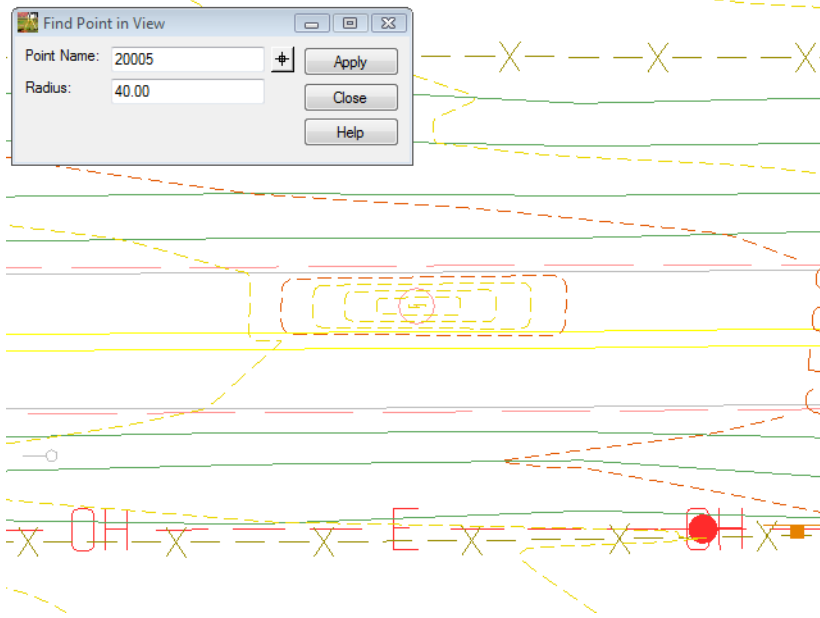 Find Point in View
Point Name: 20005
Apply
Radius: 40.00
Close
Help
X X X
OH E OH
X X X X X X